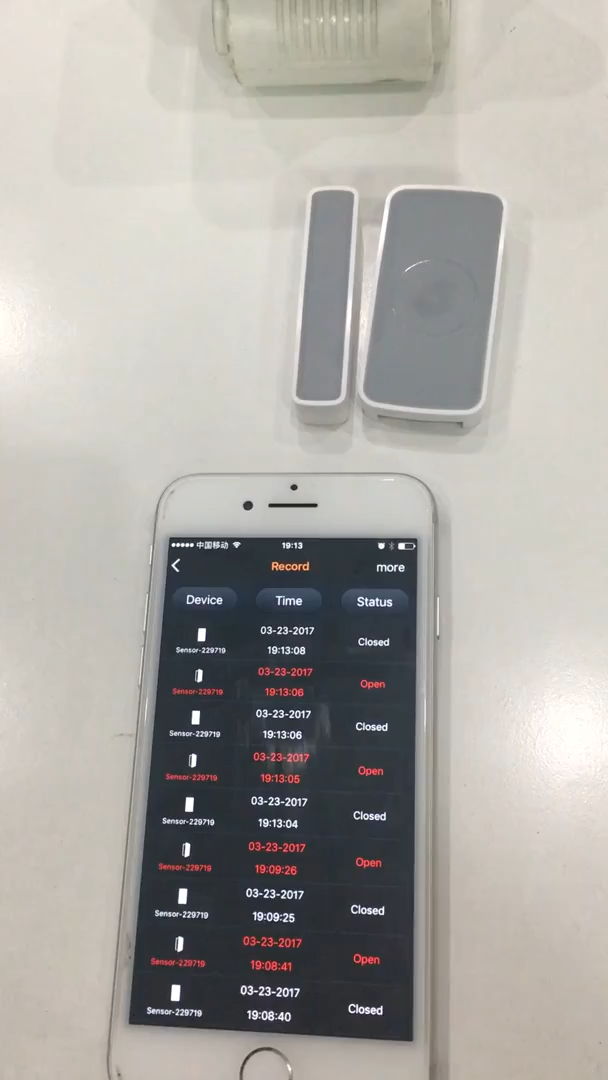 中国移动 19:13
Record more
Device Time Status
03-23-2017
Sensor-229719 19:13:08 Closed
03-23-2017
Sensor-229719 19:13:06 Open
03-23-2017
Sensor-229719 19:13:06 Closed
03-23-2017
Sensor-229719 19:13:05 Open
03-23-2017
Sensor-229719 19:13:04 Closed
03-23-2017
Sensor-229719 19:09:26 Open
03-23-2017
Sensor-229719 19:09:25 Closed
03-23-2017
Sensor-229719 19:08:41 Open
03-23-2017
Sensor-229719 19:08:40 Closed